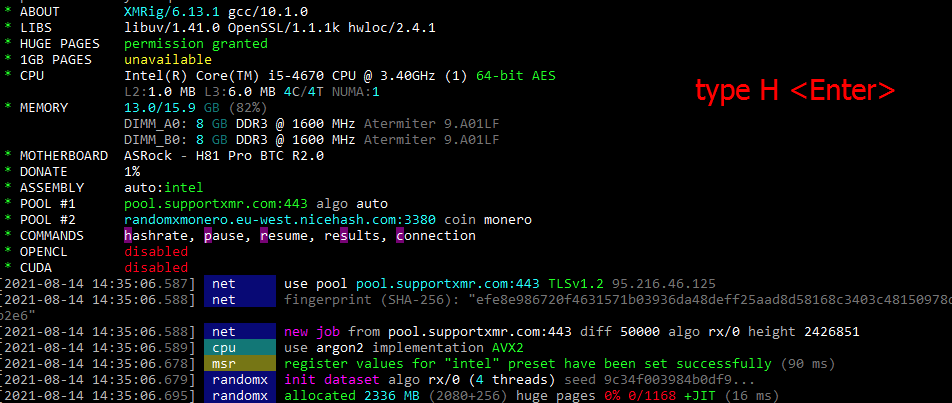 * ABOUT XMRig/6.13.1 gcc/10.1.0
* LIBS libuv/1.41.0 OpenSSL/1.1.1k hwloc/2.4.1
* HUGE PAGES permission granted
* 1GB PAGES unavailable
* CPU Intel(R) Core(TM) i5-4670 CPU @ 3.40GHz (1) 64-bit AES
L2:1.0 MB L3:6.0 MB 4C/4T NUMA:1
type H <Enter>
* MEMORY 13.0/15.9 GB (82%)
DIMM_A0: 8 GB DDR3 @ 1600 MHz Atermiter 9.A01LF
DIMM_B0: 8 GB DDR3 @ 1600 MHz Atermiter 9.A01LF
* MOTHERBOARD ASRock - H81 Pro BTC R2.0
* DONATE 1%
* ASSEMBLY auto:intel
* POOL #1 pool.supportxmr.com:443 algo auto
* POOL #2 randomxmonero.eu-west.nicehash.com:3380 coin monero
* COMMANDS hashrate, pause, resume, results, connection
* OPENCL disabled
* CUDA disabled
[2021-08-14 14:35:06.587] net use pool pool.supportxmr.com:443 TLSv1.2 95.216.46.125
[2021-08-14 14:35:06.588] net fingerprint (SHA-256): "efe8e986720f4631571b03936da48deff25aad8d58168c3403c48150978d
b2e6"
[2021-08-14 14:35:06.588] net new job from pool.supportxmr.com:443 diff 50000 algo rx/0 height 2426851
[2021-08-14 14:35:06.589] cpu use argon2 implementation AVX2
[2021-08-14 14:35:06.678] msr register values for "intel" preset have been set successfully (90 ms)
[2021-08-14 14:35:06.679] randomx init dataset algo rx/0 (4 threads) seed 9c34f003984b0df9...
[2021-08-14 14:35:06.695] randomx allocated 2336 MB (2080+256) huge pages 0% 0/1168 +JIT (16 ms)